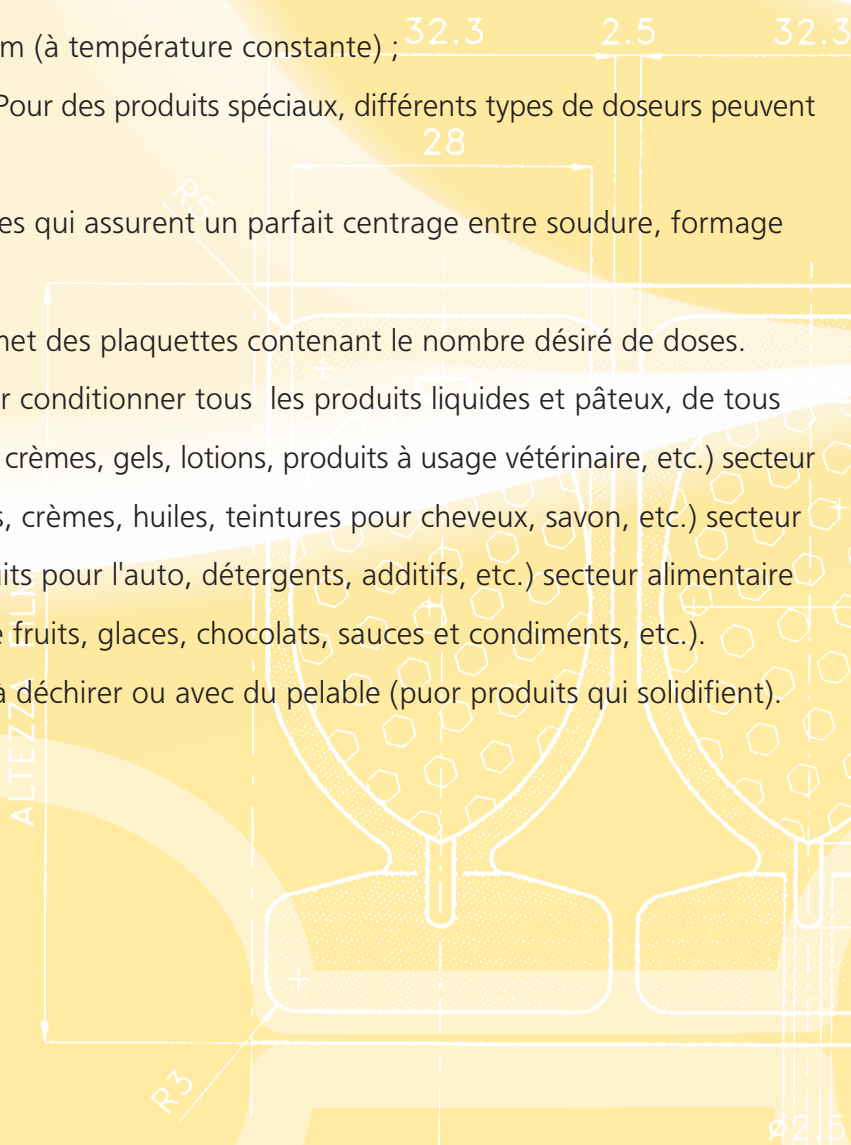 32.3 2.5 32.3
m (à température constante) ;
Pour des produits spéciaux, différents types de doseurs peuvent
28
R5
es qui assurent un parfait centrage entre soudure, formage
met des plaquettes contenant le nombre désiré de doses.
r conditionner tous les produits liquides et pâteux, de tous
crèmes, gels, lotions, produits à usage vétérinaire, etc.) secteur
s, crèmes, huiles, teintures pour cheveux, savon, etc.) secteur
uits pour l'auto, détergents, additifs, etc.) secteur alimentaire
e fruits, glaces, chocolats, sauces et condiments, etc.).
à déchirer ou avec du pelable (puor produits qui solidifient).
ALTEZZA
R3
ø2.5